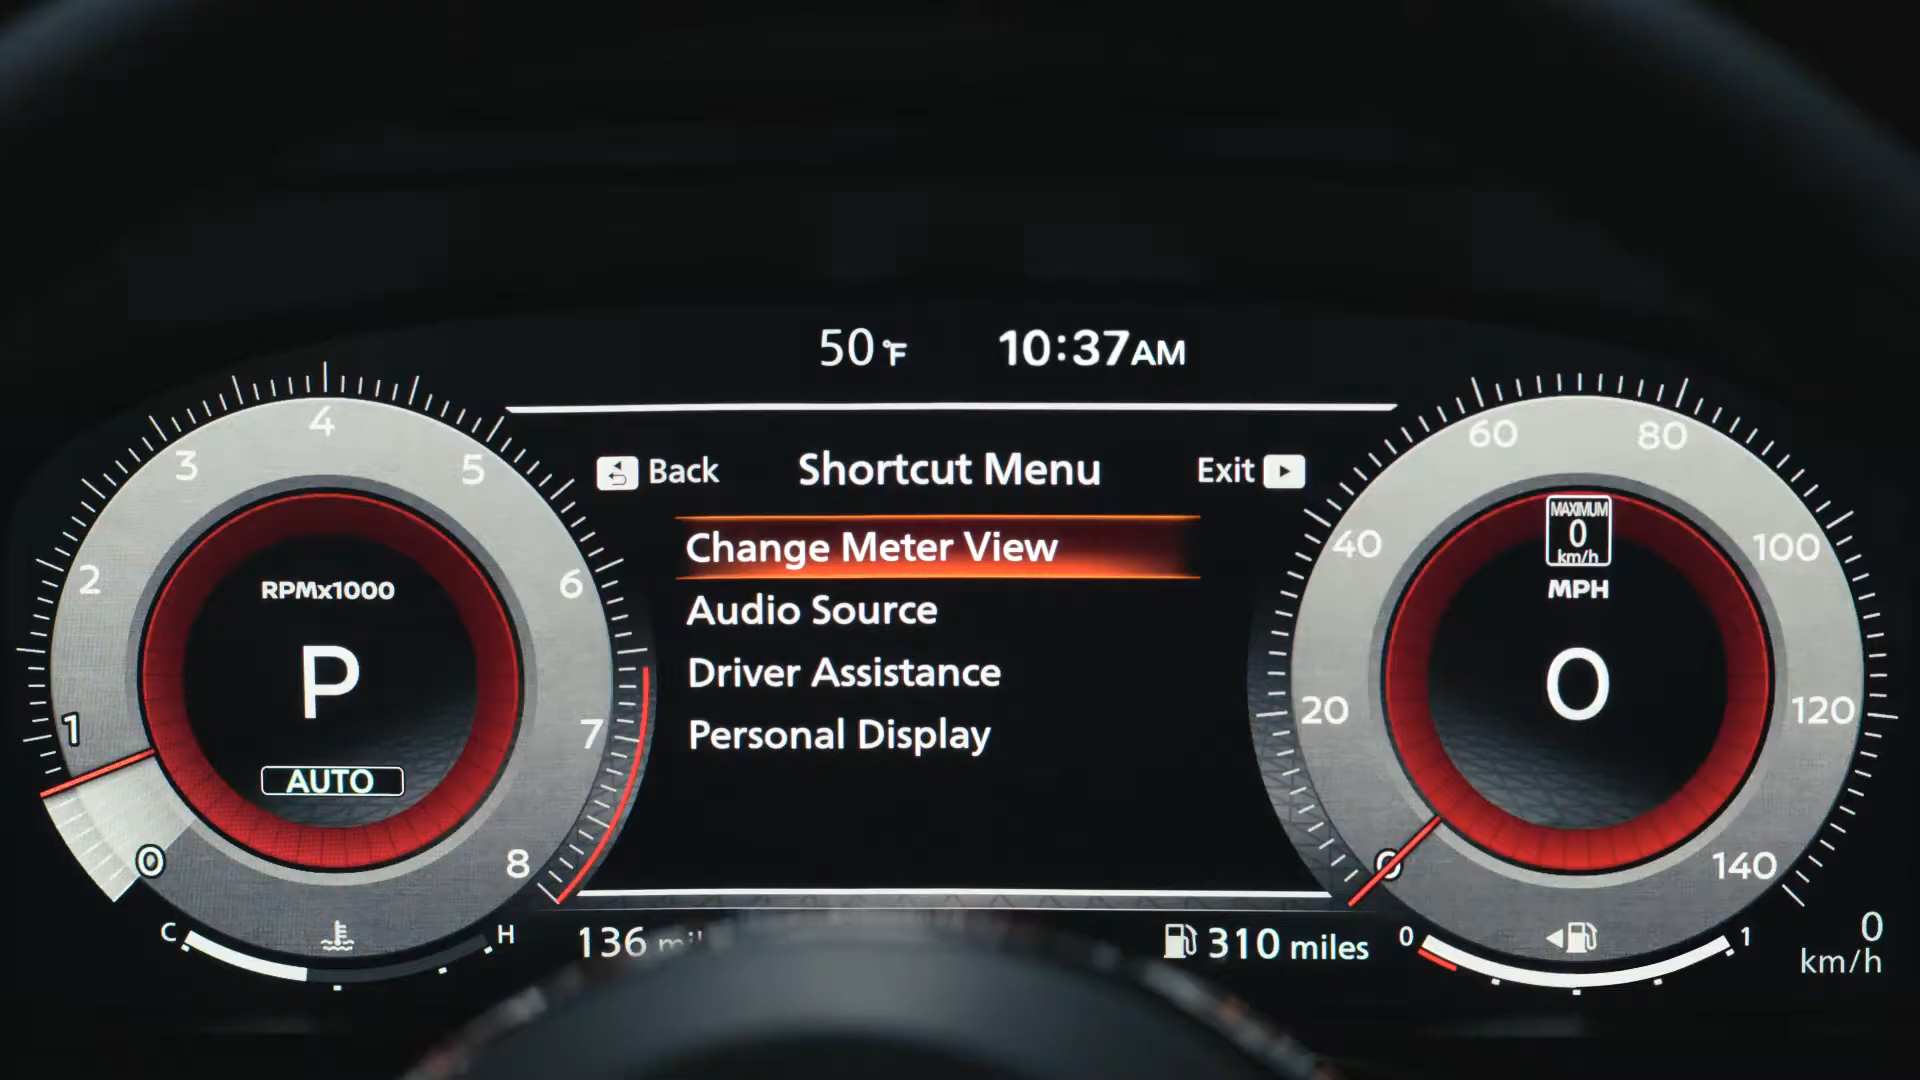 50 °F 10:37AM
Back Shortcut Menu Exit
Change Meter View
Audio Source
Driver Assistance
Personal Display
0 1 2 3 4 5 6 7 8
RPMx1000
P
AUTO
C H
0 20 40 60 80 100 120 140
MAXIMUM
0
km/h
MPH
0
136
310 miles
0 1
0
km/h